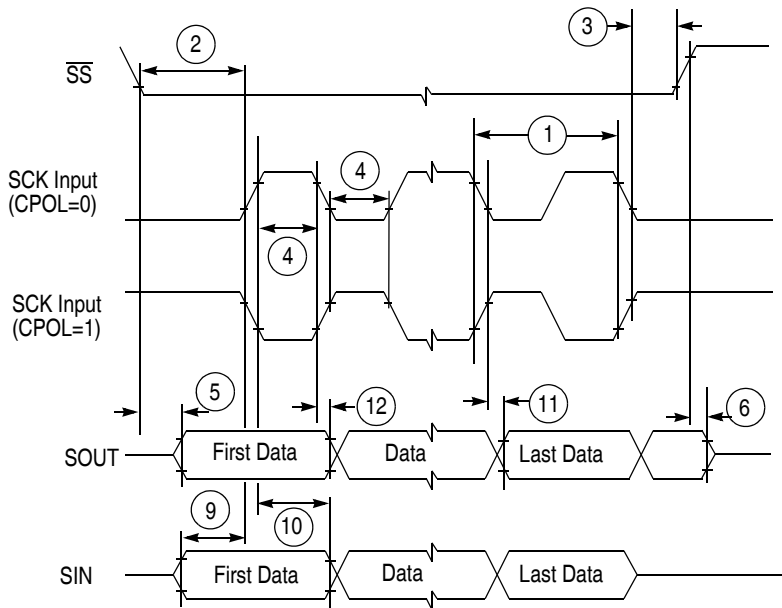 2
3
SS
1
SCK Input
(CPOL=0)
4
4
SCK Input
(CPOL=1)
5
12
11
6
SOUT
First Data
Data
Last Data
9
10
SIN
First Data
Data
Last Data